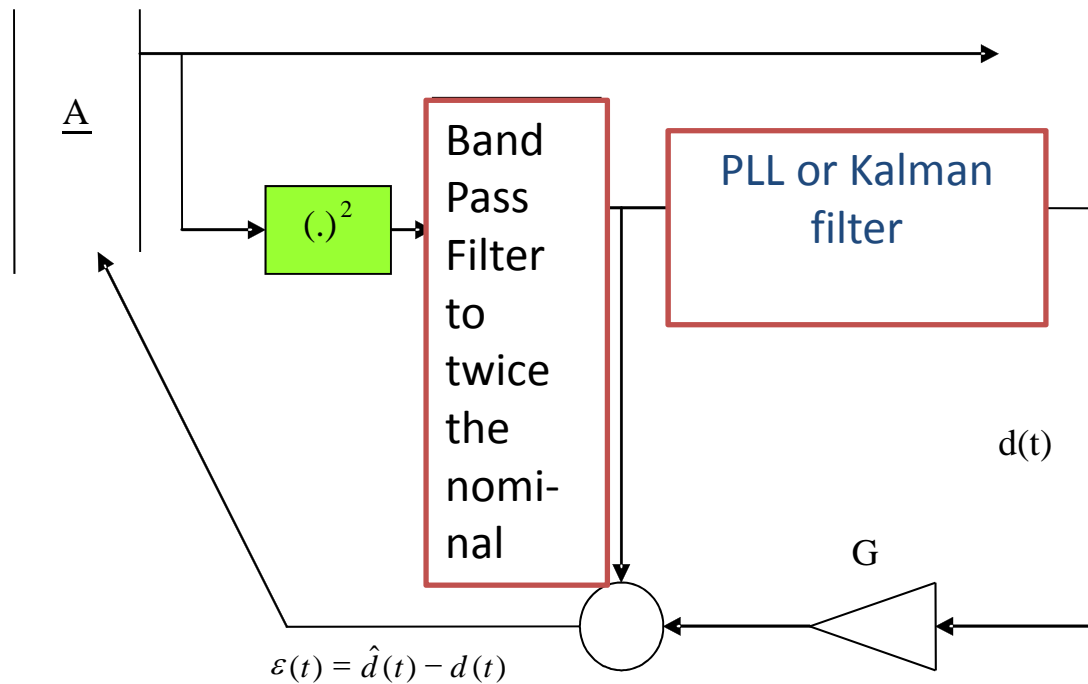 A
(.)²
Band
Pass
Filter
to
twice
the
nomi-
nal
PLL or Kalman
filter
d(t)
G
ε(t) = d̂(t) − d(t)